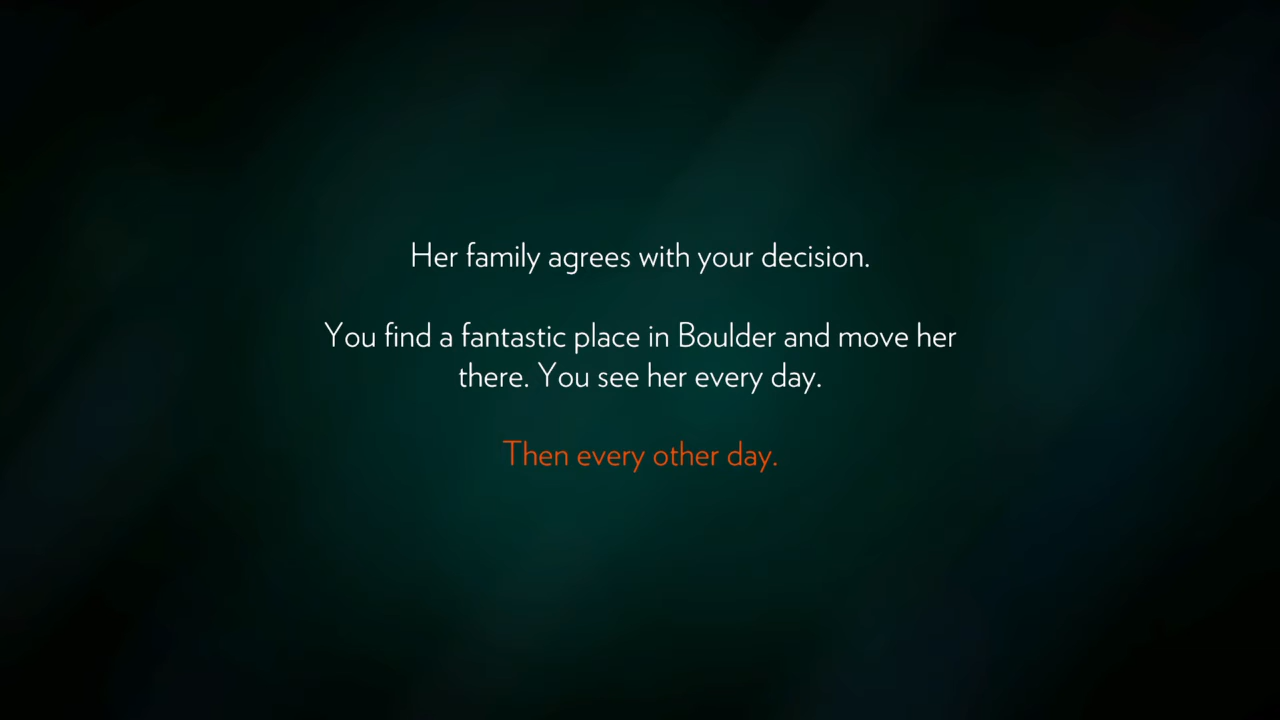 Her family agrees with your decision.
You find a fantastic place in Boulder and move her
there. You see her every day.
Then every other day.